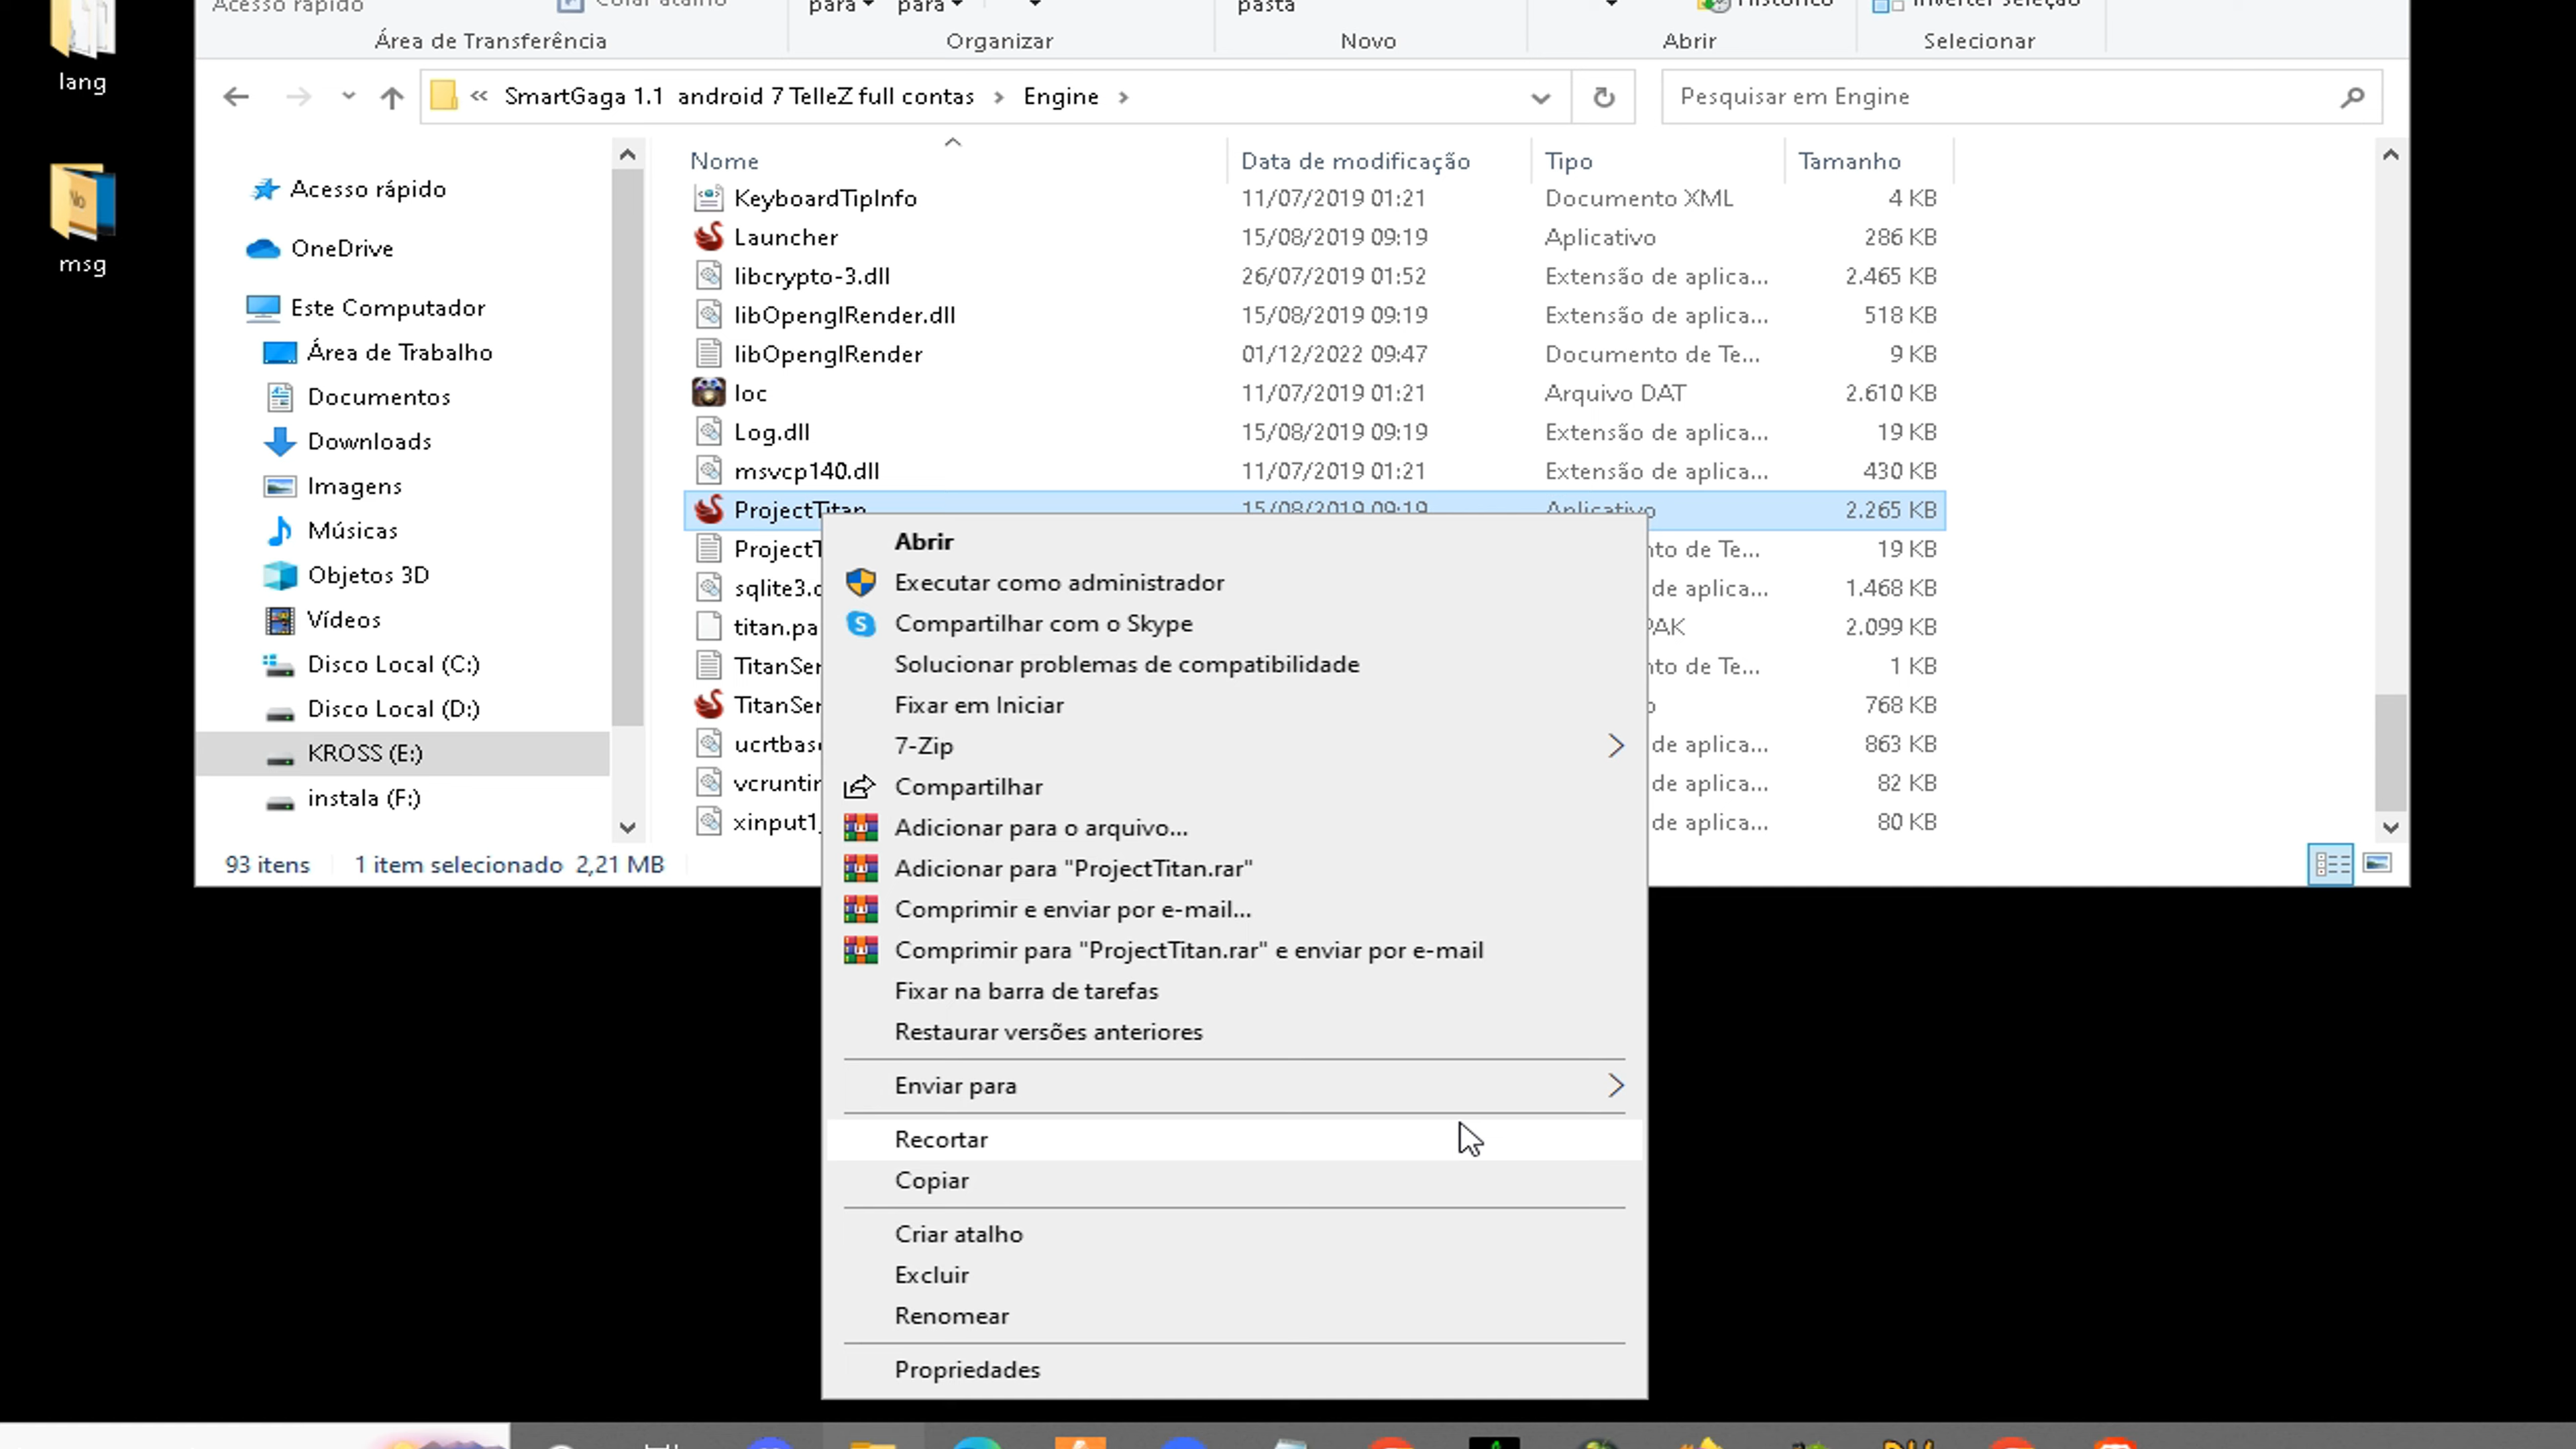 Acesso rápido
Colar atalho
para
para
pasta
Histórico
Inverter seleção
Área de Transferência
Organizar
Novo
Abrir
Selecionar
lang
msg
« SmartGaga 1.1 android 7 TelleZ full contas › Engine ›
Pesquisar em Engine
Acesso rápido
OneDrive
Este Computador
Área de Trabalho
Documentos
Downloads
Imagens
Músicas
Objetos 3D
Vídeos
Disco Local (C:)
Disco Local (D:)
KROSS (E:)
instala (F:)
Nome Data de modificação Tipo Tamanho
KeyboardTipInfo 11/07/2019 01:21 Documento XML 4 KB
Launcher 15/08/2019 09:19 Aplicativo 286 KB
libcrypto-3.dll 26/07/2019 01:52 Extensão de aplica... 2.465 KB
libOpenglRender.dll 15/08/2019 09:19 Extensão de aplica... 518 KB
libOpenglRender 01/12/2022 09:47 Documento de Te... 9 KB
loc 11/07/2019 01:21 Arquivo DAT 2.610 KB
Log.dll 15/08/2019 09:19 Extensão de aplica... 19 KB
msvcp140.dll 11/07/2019 01:21 Extensão de aplica... 430 KB
ProjectTitan 15/08/2019 09:19 Aplicativo 2.265 KB
ProjectT nto de Te... 19 KB
sqlite3.d de aplica... 1.468 KB
titan.pa PAK 2.099 KB
TitanSer nto de Te... 1 KB
TitanSer o 768 KB
ucrtbas de aplica... 863 KB
vcruntin de aplica... 82 KB
xinput1_ de aplica... 80 KB
93 itens 1 item selecionado 2,21 MB
Abrir
Executar como administrador
Compartilhar com o Skype
Solucionar problemas de compatibilidade
Fixar em Iniciar
7-Zip
Compartilhar
Adicionar para o arquivo...
Adicionar para "ProjectTitan.rar"
Comprimir e enviar por e-mail...
Comprimir para "ProjectTitan.rar" e enviar por e-mail
Fixar na barra de tarefas
Restaurar versões anteriores
Enviar para
Recortar
Copiar
Criar atalho
Excluir
Renomear
Propriedades